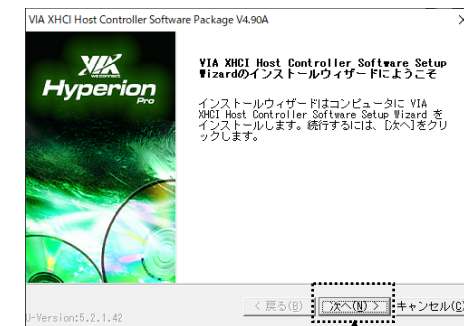 VIA XHCI Host Controller Software Package V4.90A
VIA
we connect
Hyperion
Pro
VIA XHCI Host Controller Software Setup
Wizardのインストールウィザードにようこそ
インストールウィザードはコンピュータに VIA
XHCI Host Controller Software Setup Wizard を
インストールします。続行するには、[次へ]をクリ
ックします。
U-Version:5.2.1.42
< 戻る(B)
次へ(N) >
キャンセル(C)